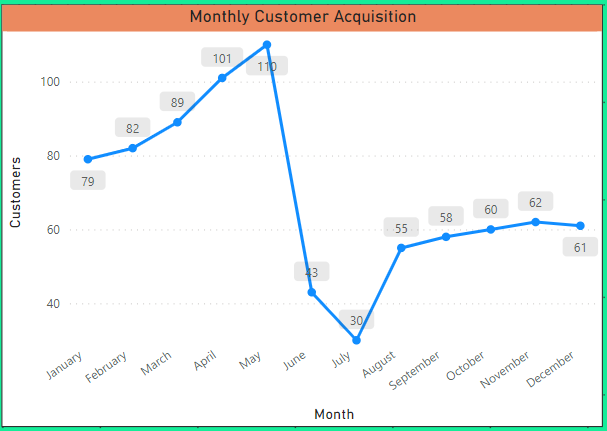 Monthly Customer Acquisition
Customers
100
80
60
40
79
82
89
101
110
43
30
55
58
60
62
61
January
February
March
April
May
June
July
August
September
October
November
December
Month